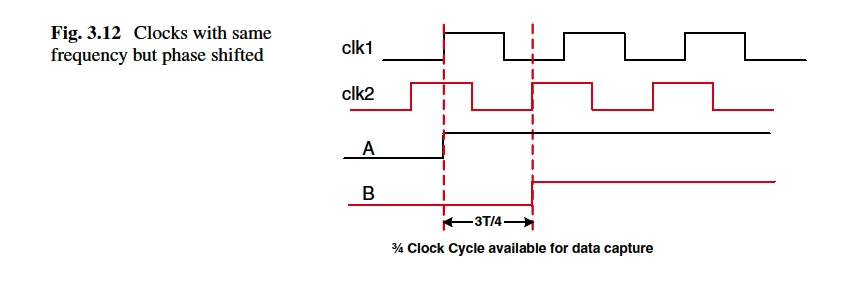 Fig. 3.12 Clocks with same
frequency but phase shifted
clk1
clk2
A
B
3T/4
¾ Clock Cycle available for data capture